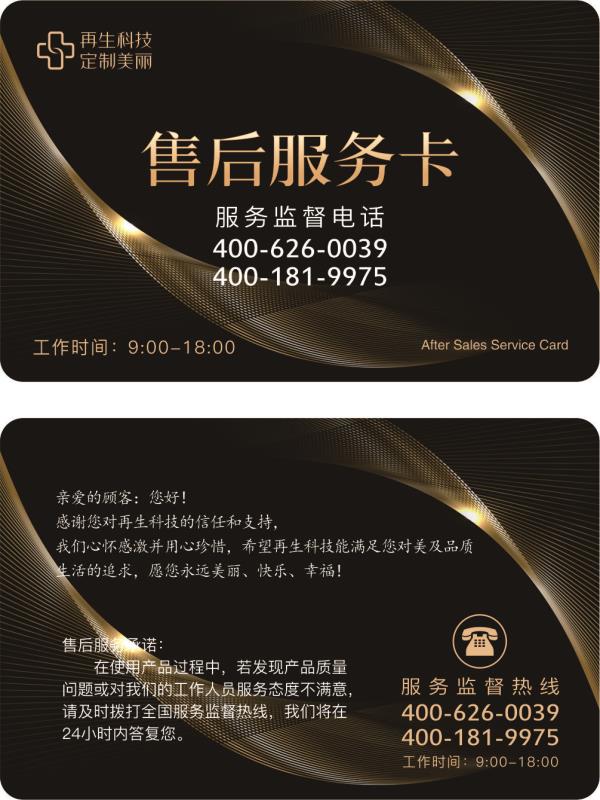 再生科技
定制美丽
售后服务卡
服务监督电话
400-626-0039
400-181-9975
工作时间：9:00-18:00
After Sales Service Card
亲爱的顾客：您好！
感谢您对再生科技的信任和支持，
我们心怀感激并用心珍惜，希望再生科技能满足您对美及品质
生活的追求，愿您永远美丽、快乐、幸福！
售后服务承诺：
在使用产品过程中，若发现产品质量
问题或对我们的工作人员服务态度不满意，
请及时拨打全国服务监督热线，我们将在
24小时内答复您。
服务监督热线
400-626-0039
400-181-9975
工作时间：9:00-18:00